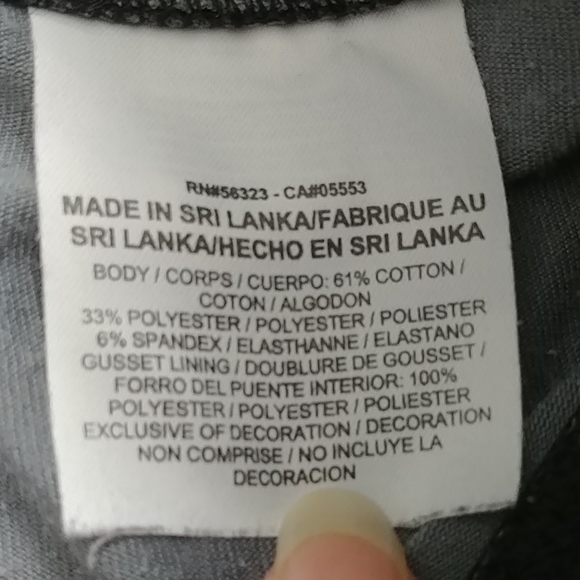 RN#56323 - CA#05553
MADE IN SRI LANKA/FABRIQUE AU
SRI LANKA/HECHO EN SRI LANKA
BODY / CORPS / CUERPO: 61% COTTON /
COTON / ALGODON
33% POLYESTER / POLYESTER / POLIESTER
6% SPANDEX / ELASTHANNE / ELASTANO
GUSSET LINING / DOUBLURE DE GOUSSET /
FORRO DEL PUENTE INTERIOR: 100%
POLYESTER / POLYESTER / POLIESTER
EXCLUSIVE OF DECORATION / DECORATION
NON COMPRISE / NO INCLUYE LA
DECORACION